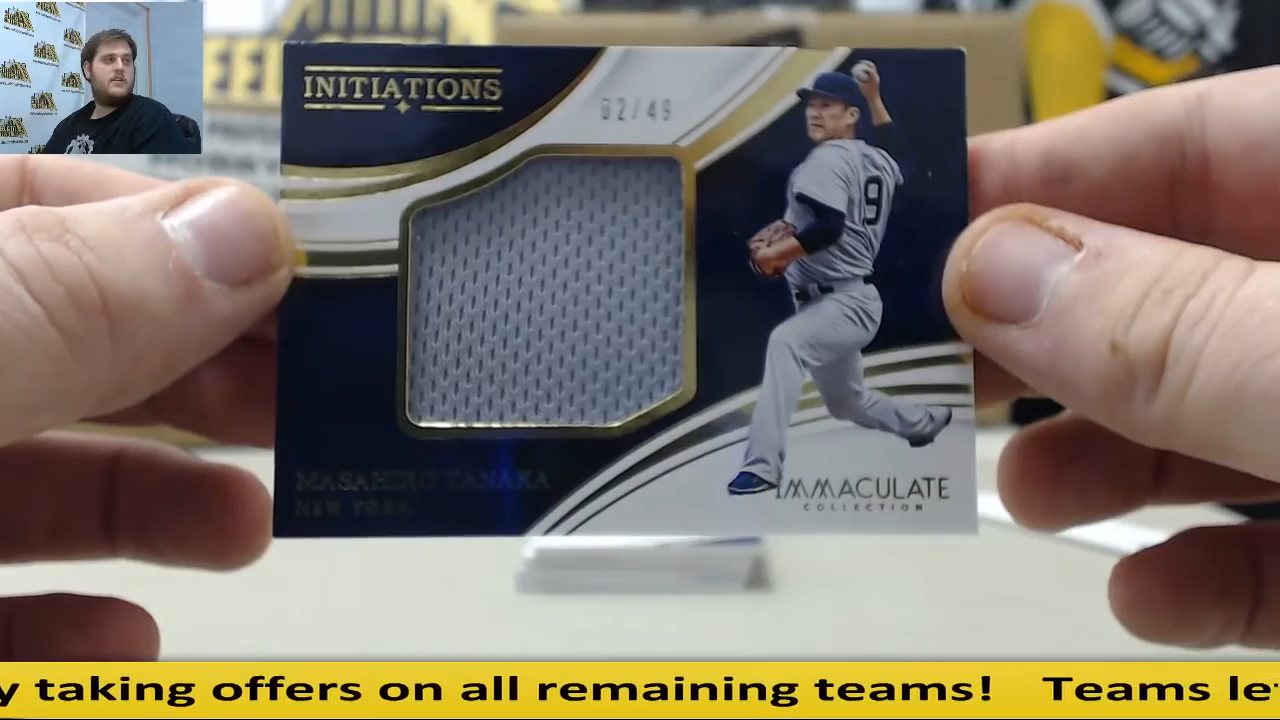 INITIATIONS
02/49
9
MASAHIRO TANAKA
NEW YORK
IMMACULATE
COLLECTION
y taking offers on all remaining teams! Teams le